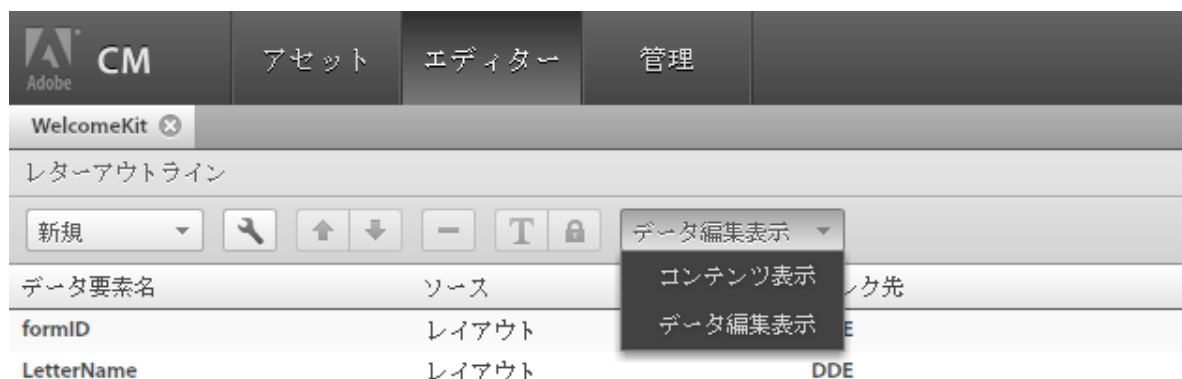 Adobe CM アセット エディター 管理
WelcomeKit
レターアウトライン
新規 T データ編集表示
コンテンツ表示
データ要素名 ソース ク先
データ編集表示
formID レイアウト E
LetterName レイアウト DDE